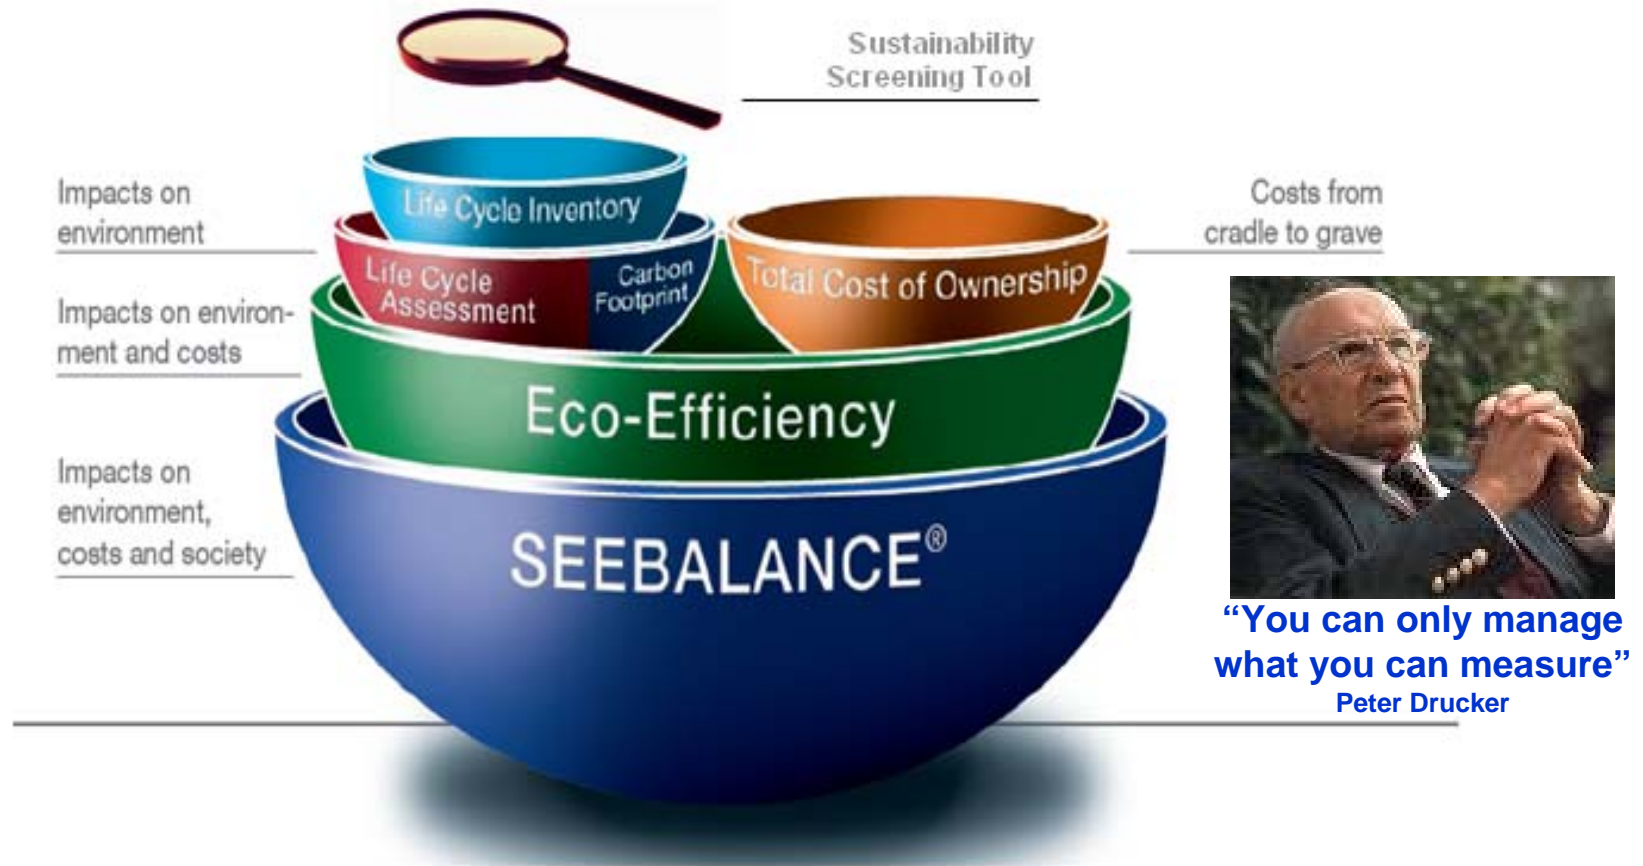 Sustainability
Screening Tool
Impacts on
environment
Life Cycle Inventory
Costs from
cradle to grave
Life Cycle
Assessment
Carbon
Footprint
Total Cost of Ownership
Impacts on environ-
ment and costs
Eco-Efficiency
Impacts on
environment,
costs and society
SEEBALANCE®
“You can only manage
what you can measure”
Peter Drucker